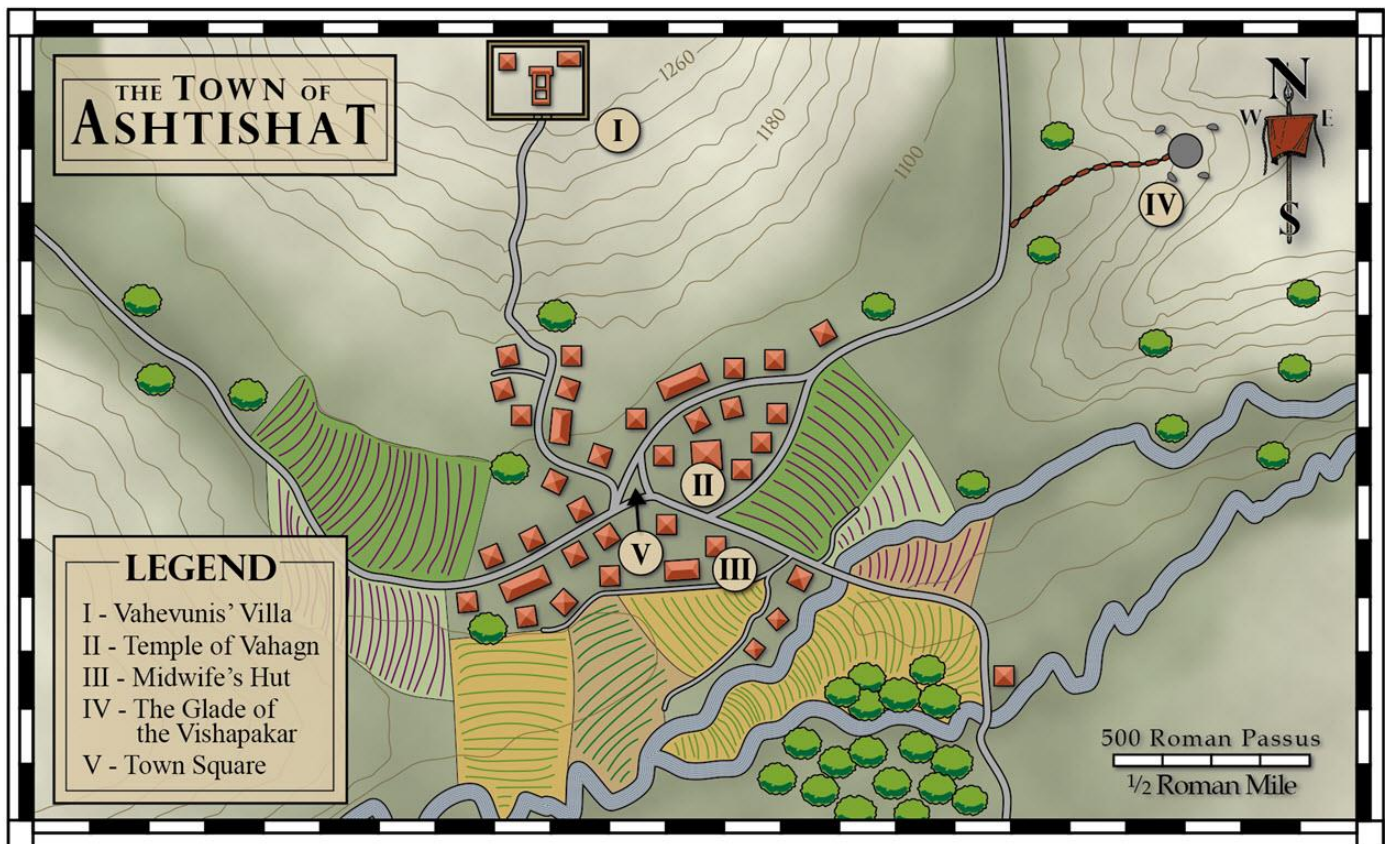 THE TOWN OF
ASHTISHAT
I
1260
1180
1100
N
W E
S
IV
II
V
III
LEGEND
I - Vahevunis' Villa
II - Temple of Vahagn
III - Midwife's Hut
IV - The Glade of
the Vishapakar
V - Town Square
500 Roman Passus
½ Roman Mile